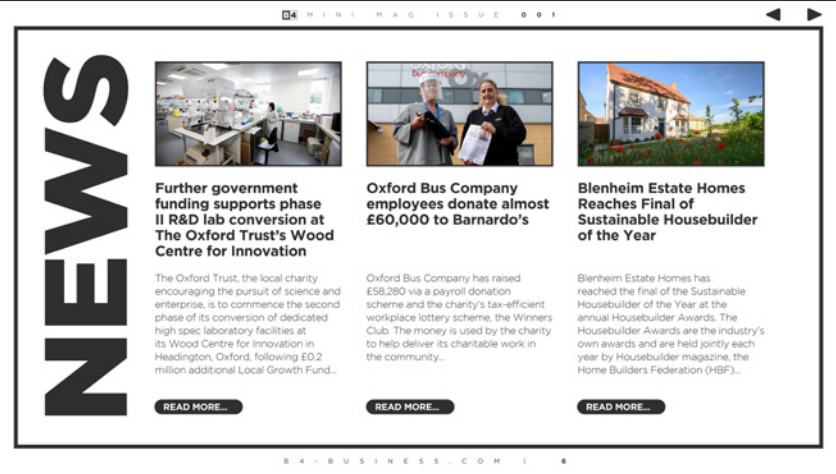 B4 MINI MAG ISSUE 001
NEWS
OXFORD
bus company
Further government
funding supports phase
II R&D lab conversion at
The Oxford Trust's Wood
Centre for Innovation
The Oxford Trust, the local charity
encouraging the pursuit of science and
enterprise, is to commence the second
phase of its conversion of dedicated
high spec laboratory facilities at
its Wood Centre for Innovation in
Headington, Oxford, following £0.2
million additional Local Growth Fund...
READ MORE...
Oxford Bus Company
employees donate almost
£60,000 to Barnardo's
Oxford Bus Company has raised
£58,280 via a payroll donation
scheme and the charity's tax-efficient
workplace lottery scheme, the Winners
Club. The money is used by the charity
to help deliver its charitable work in
the community...
READ MORE...
Blenheim Estate Homes
Reaches Final of
Sustainable Housebuilder
of the Year
Blenheim Estate Homes has
reached the final of the Sustainable
Housebuilder of the Year at the
annual Housebuilder Awards. The
Housebuilder Awards are the industry's
own awards and are held jointly each
year by Housebuilder magazine, the
Home Builders Federation (HBF)...
READ MORE...
B4-BUSINESS.COM | 6